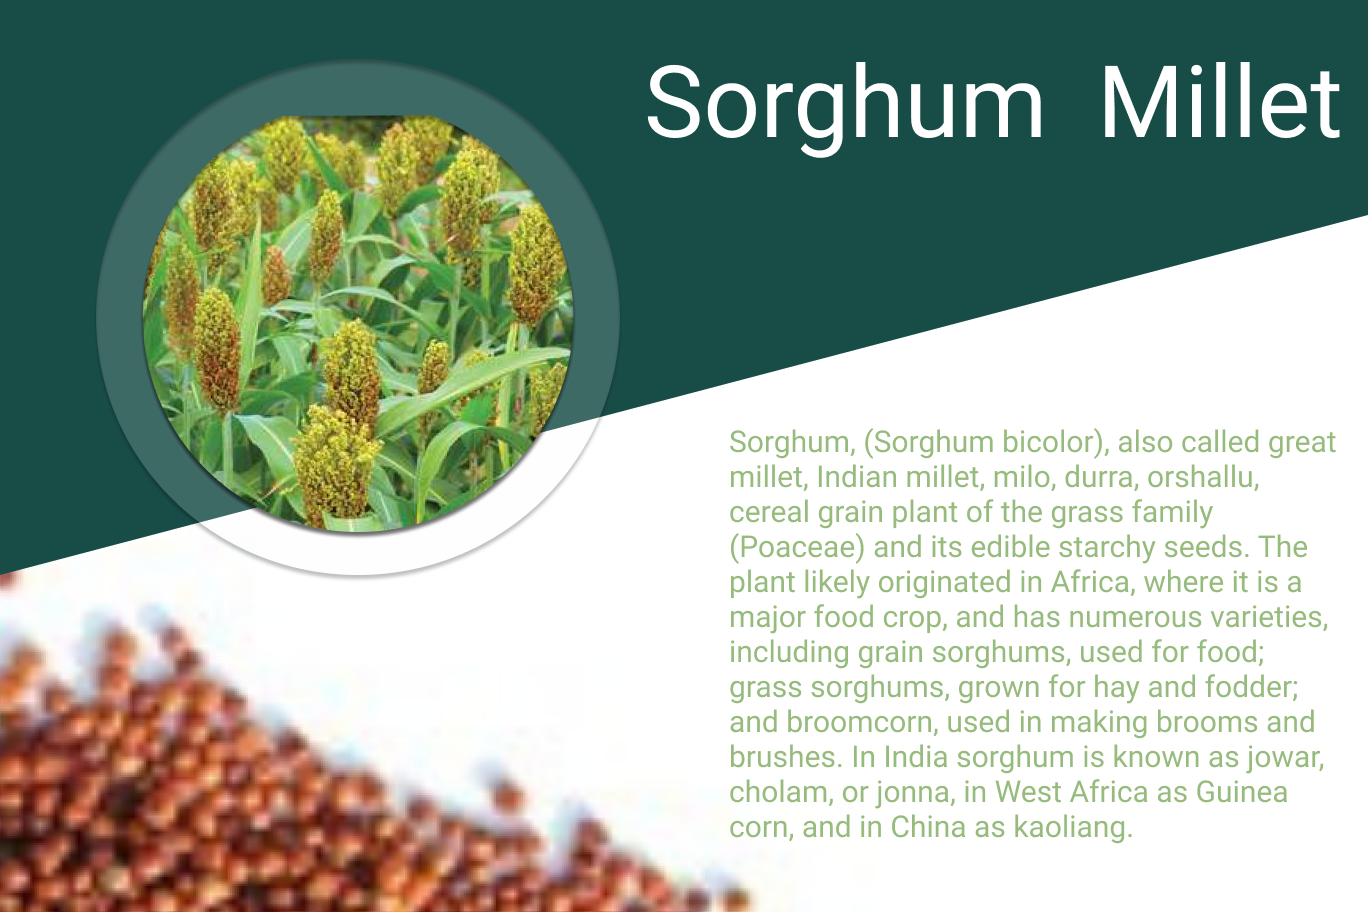 Sorghum Millet
Sorghum, (Sorghum bicolor), also called great
millet, Indian millet, milo, durra, orshallu,
cereal grain plant of the grass family
(Poaceae) and its edible starchy seeds. The
plant likely originated in Africa, where it is a
major food crop, and has numerous varieties,
including grain sorghums, used for food;
grass sorghums, grown for hay and fodder;
and broomcorn, used in making brooms and
brushes. In India sorghum is known as jowar,
cholam, or jonna, in West Africa as Guinea
corn, and in China as kaoliang.